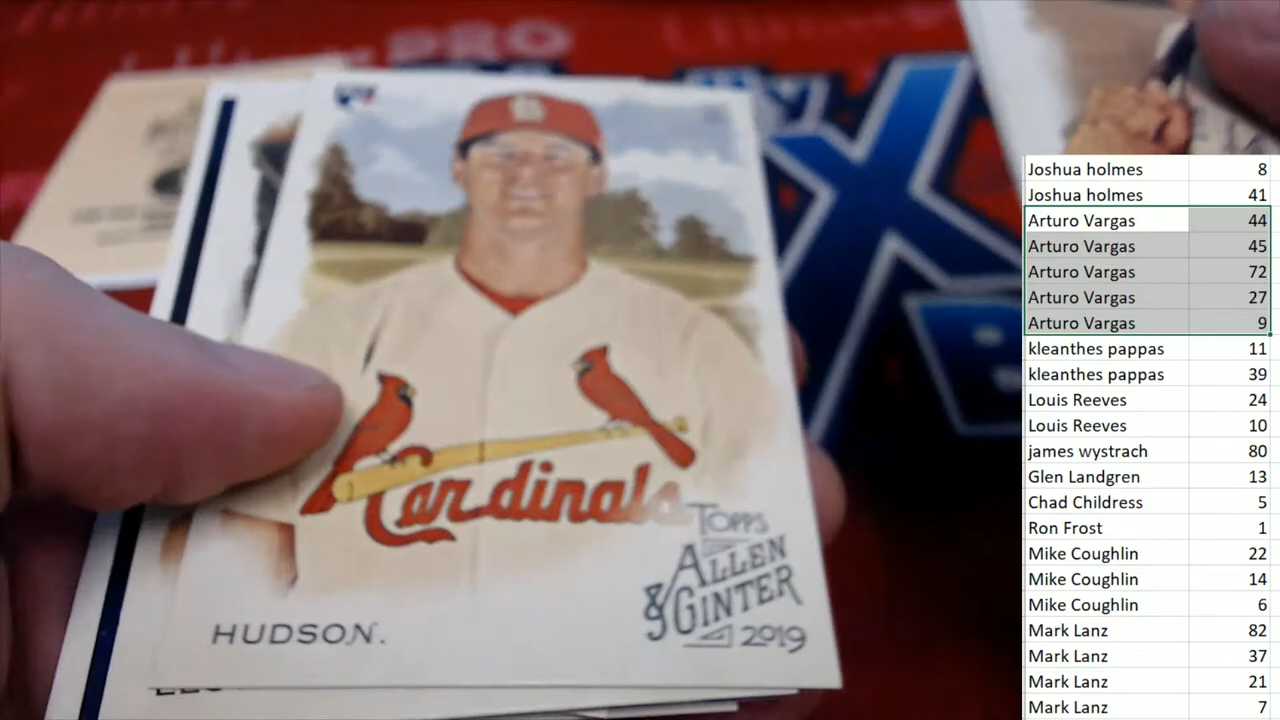 PRO
Cardinals
TOPPS
ALLEN
& GINTER
2019
HUDSON.
Joshua holmes 8
Joshua holmes 41
Arturo Vargas 44
Arturo Vargas 45
Arturo Vargas 72
Arturo Vargas 27
Arturo Vargas 9
kleanthes pappas 11
kleanthes pappas 39
Louis Reeves 24
Louis Reeves 10
james wystrach 80
Glen Landgren 13
Chad Childress 5
Ron Frost 1
Mike Coughlin 22
Mike Coughlin 14
Mike Coughlin 6
Mark Lanz 82
Mark Lanz 37
Mark Lanz 21
Mark Lanz 7